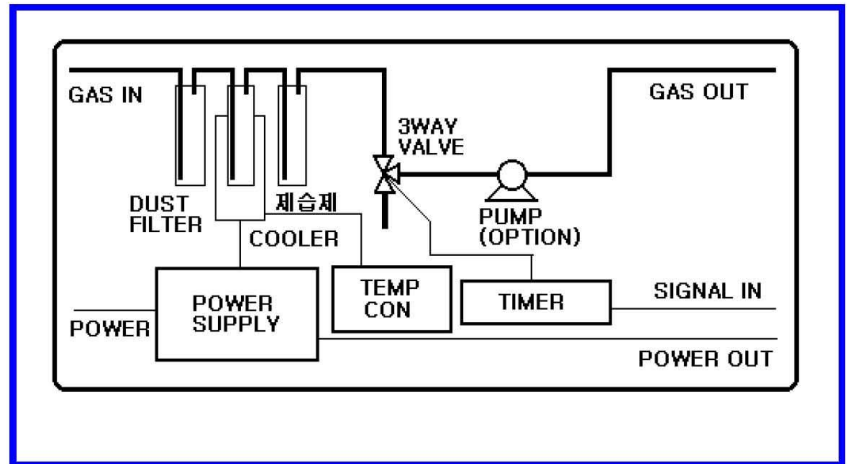 GAS IN
GAS OUT
3WAY
VALVE
DUST
FILTER
제습제
COOLER
PUMP
(OPTION)
POWER
POWER
SUPPLY
TEMP
CON
TIMER
SIGNAL IN
POWER OUT